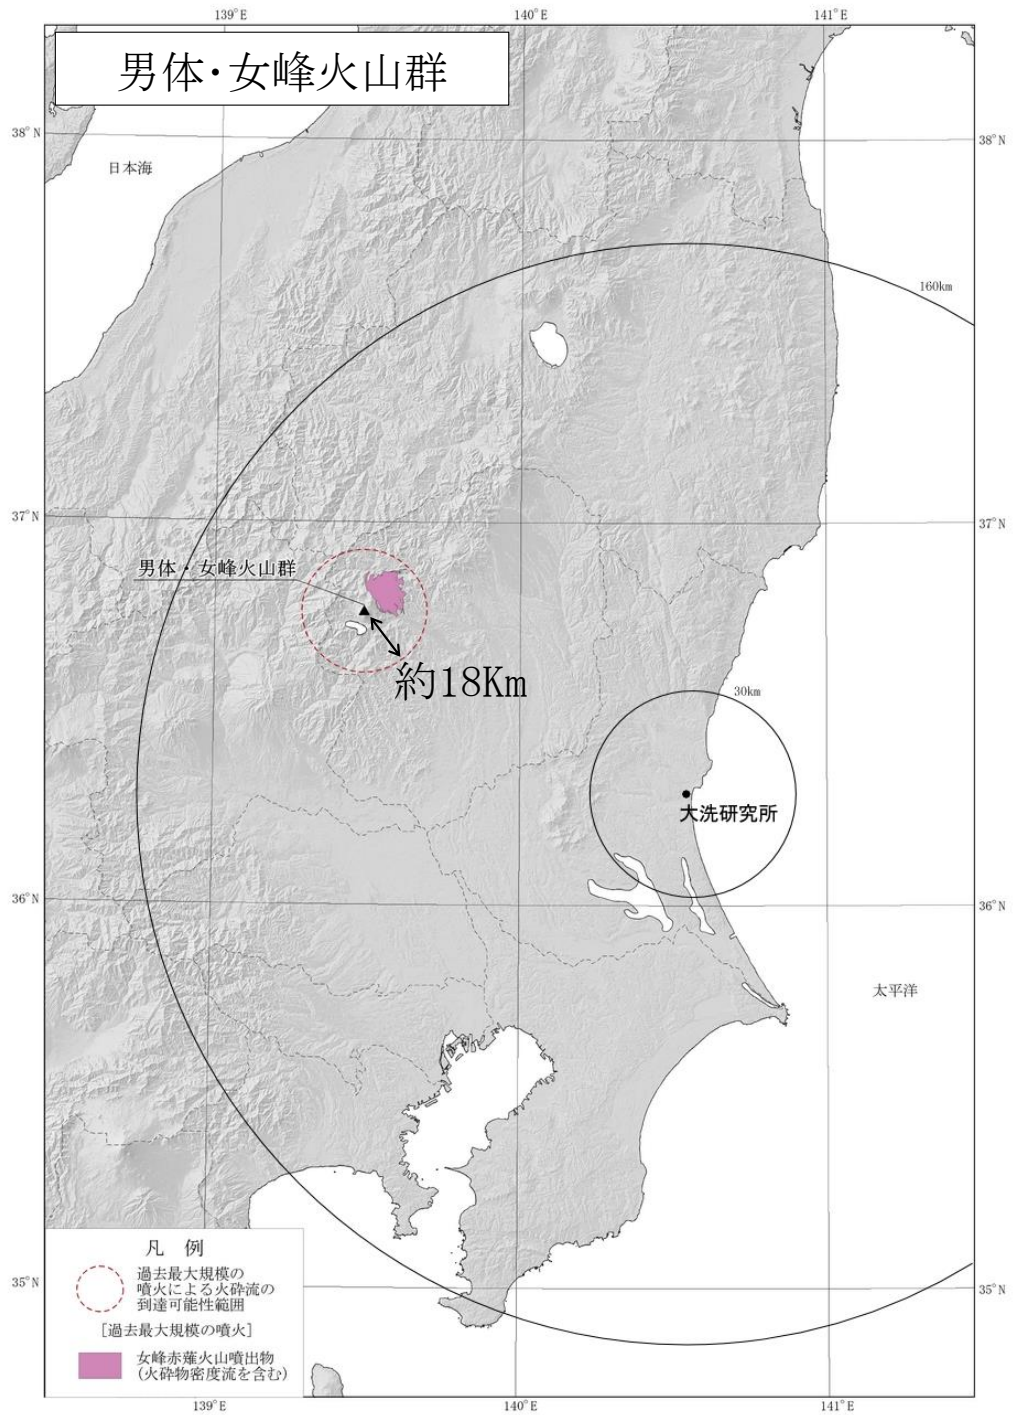 139°E
140°E
141°E
男体・女峰火山群
38°N
38°N
日本海
160km
37°N
37°N
男体・女峰火山群
約18Km
30km
大洗研究所
36°N
36°N
太平洋
凡 例
過去最大規模の
噴火による火砕流の
到達可能性範囲
[過去最大規模の噴火]
女峰赤薙火山噴出物
(火砕物密度流を含む)
35°N
35°N
139°E
140°E
141°E